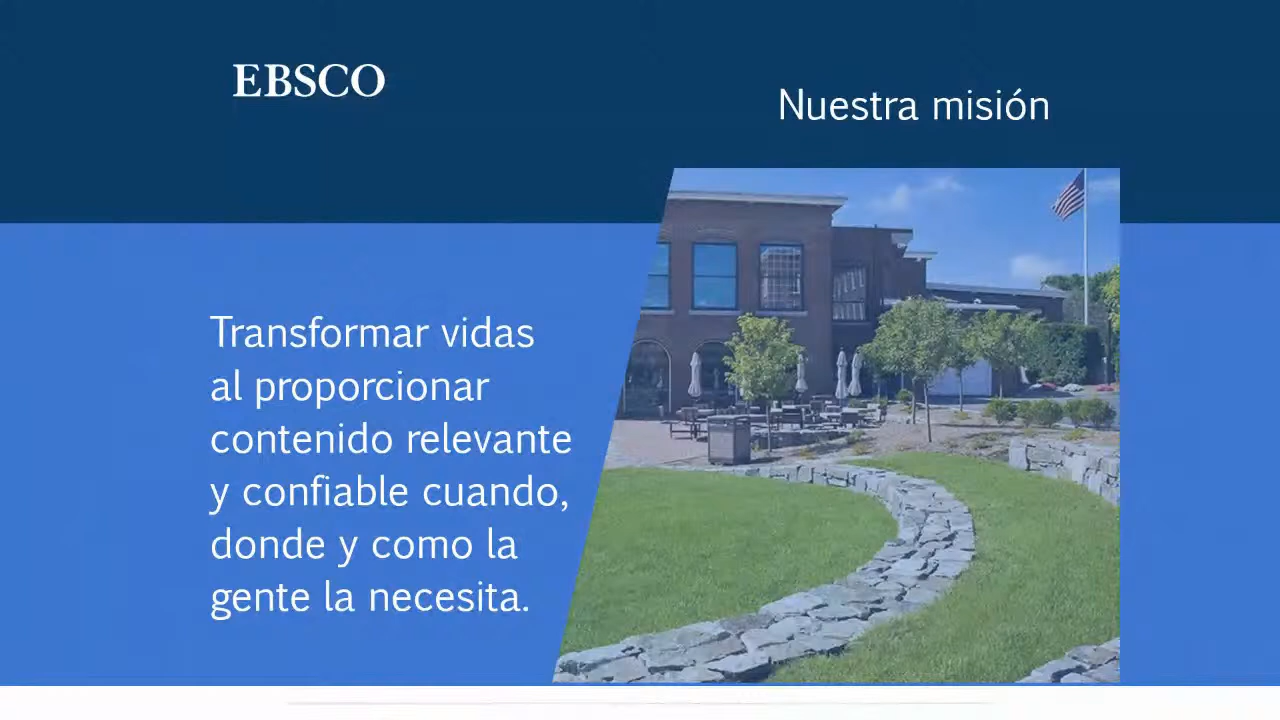 EBSCO
Nuestra misión
Transformar vidas
al proporcionar
contenido relevante
y confiable cuando,
donde y como la
gente la necesita.